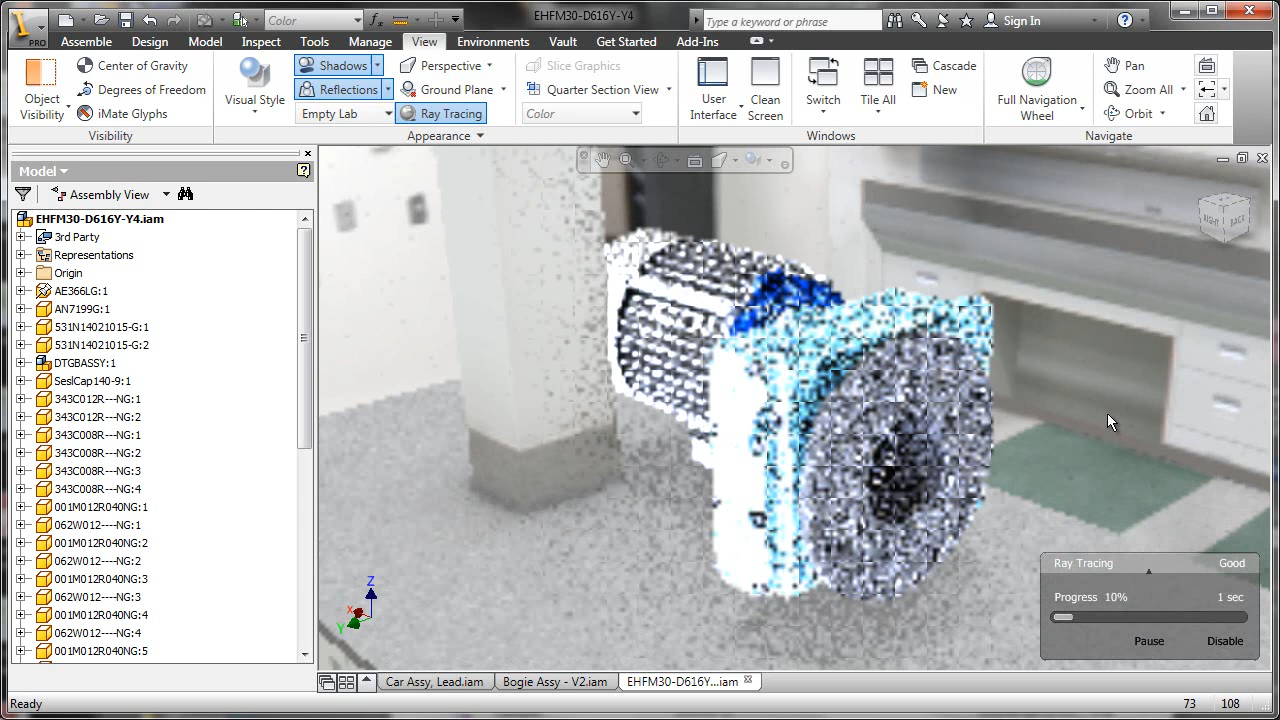 EHFM30-D616Y-Y4
Color
Type a keyword or phrase
Sign In
PRO
Assemble Design Model Inspect Tools Manage View Environments Vault Get Started Add-Ins
Object Visibility
Center of Gravity
Degrees of Freedom
iMate Glyphs
Visibility
Visual Style
Shadows
Reflections
Empty Lab
Perspective
Ground Plane
Ray Tracing
Slice Graphics
Quarter Section View
Color
Appearance
User Interface
Clean Screen
Switch
Tile All
Cascade
New
Windows
Full Navigation Wheel
Pan
Zoom All
Orbit
Navigate
Model
Assembly View
EHFM30-D616Y-Y4.iam
3rd Party
Representations
Origin
AE366LG:1
AN7199G:1
531N14021015-G:1
531N14021015-G:2
DTGBASSY:1
SeslCap140-9:1
343C012R---NG:1
343C012R---NG:2
343C008R---NG:1
343C008R---NG:2
343C008R---NG:3
343C008R---NG:4
001M012R040NG:1
062W012----NG:1
001M012R040NG:2
062W012----NG:2
001M012R040NG:3
062W012----NG:3
001M012R040NG:4
062W012----NG:4
001M012R040NG:5
RIGHT BACK
Z
X
Y
Ray Tracing Good
Progress 10% 1 sec
Pause Disable
Car Assy, Lead.iam Bogie Assy - V2.iam EHFM30-D616Y...iam
Ready 73 108